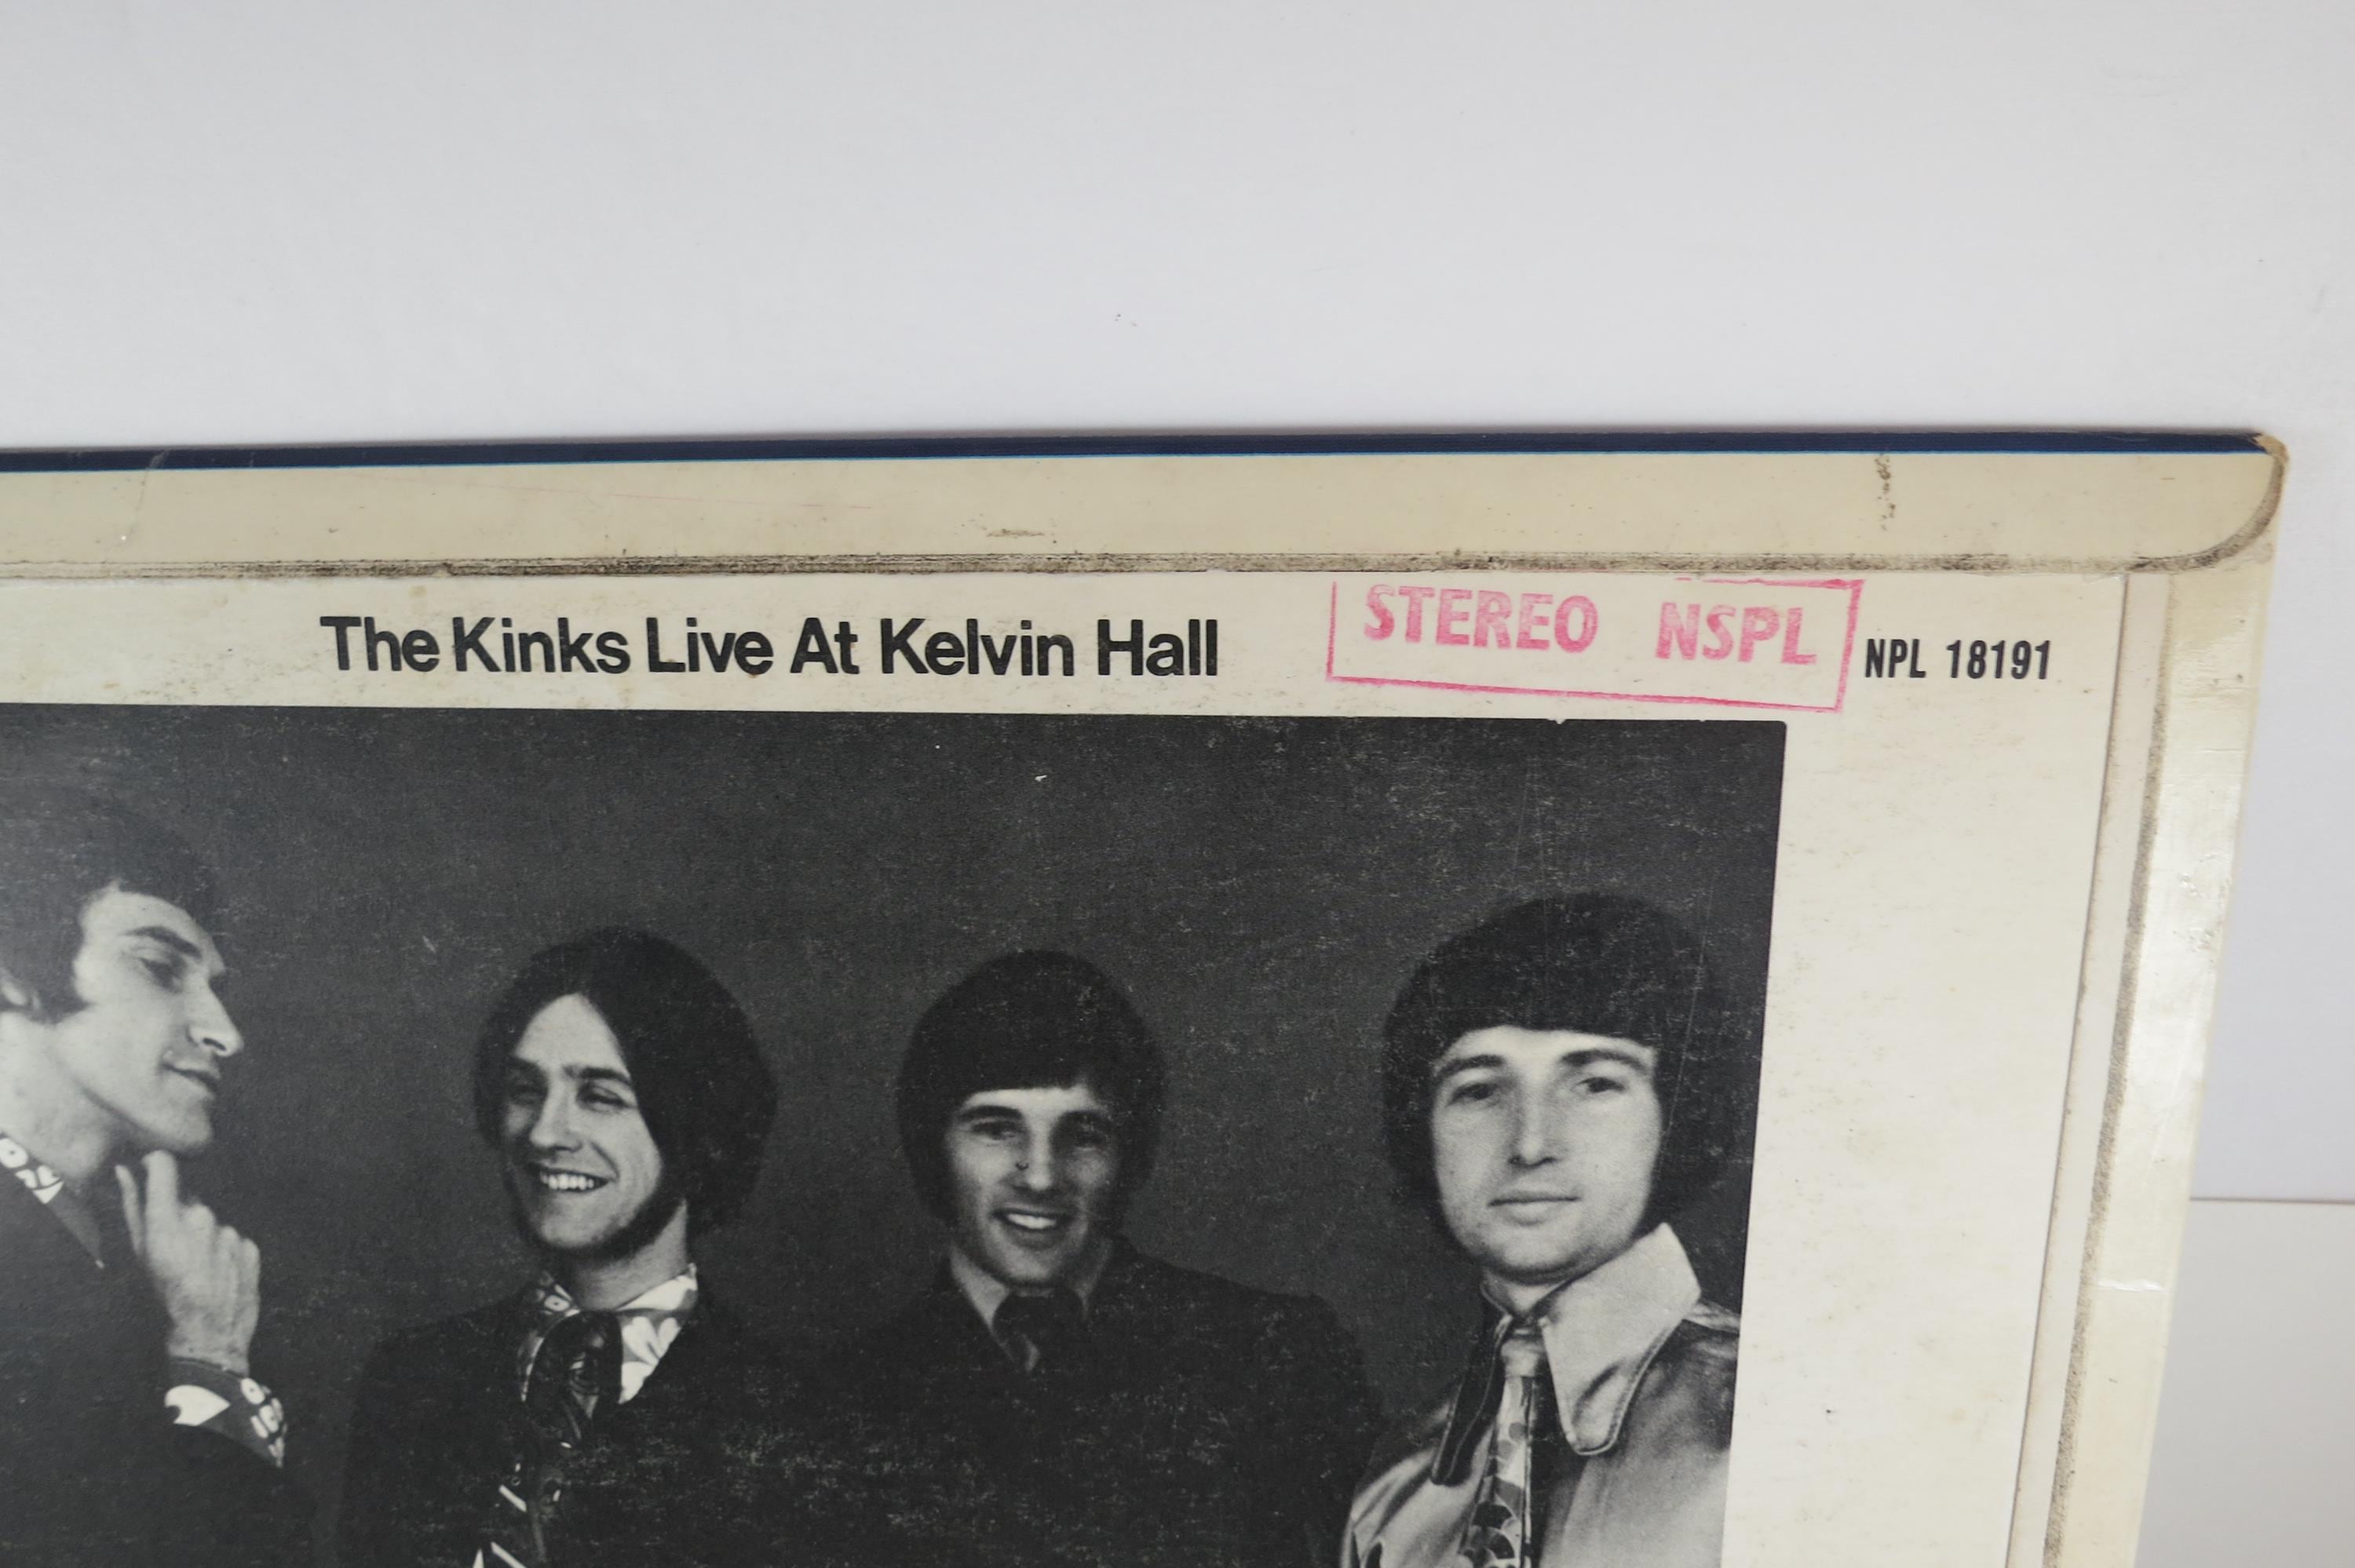 The Kinks Live At Kelvin Hall
STEREO NSPL
NPL 18191